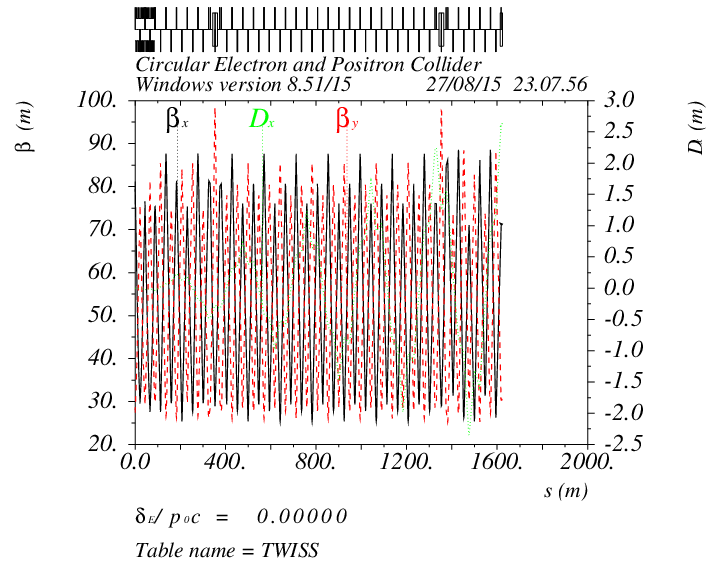 Circular Electron and Positron Collider
Windows version 8.51/15 27/08/15 23.07.56
β (m)
100.
90.
80.
70.
60.
50.
40.
30.
20.
βx Dx βy
3.0
2.5
2.0
1.5
1.0
0.5
0.0
-0.5
-1.0
-1.5
-2.0
-2.5
D (m)
0.0 400. 800. 1200. 1600. 2000.
s (m)
δE/ p0c = 0.00000
Table name = TWISS